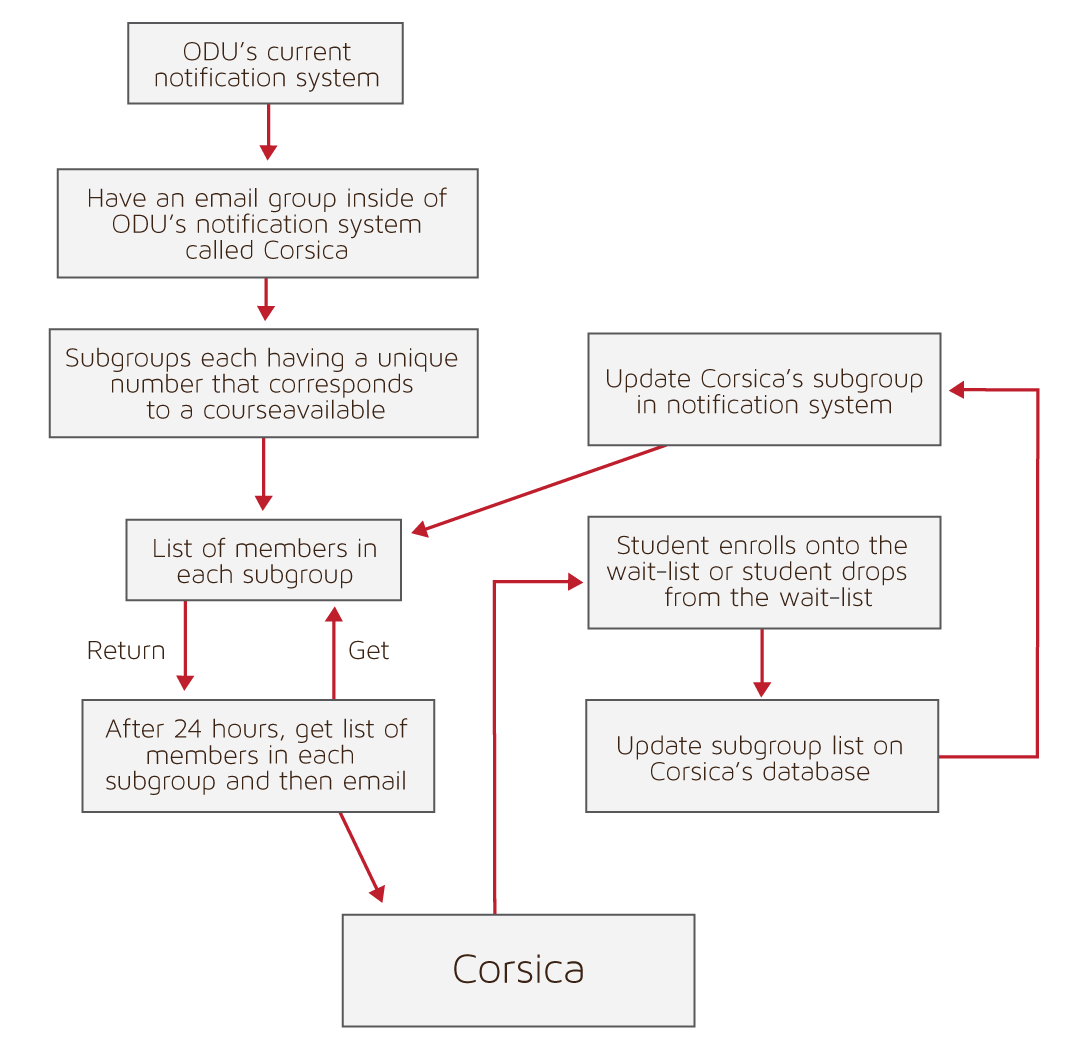 ODU's current
notification system
Have an email group inside of
ODU's notification system
called Corsica
Subgroups each having a unique
number that corresponds
to a courseavailable
Update Corsica's subgroup
in notification system
List of members in
each subgroup
Student enrolls onto the
wait-list or student drops
from the wait-list
Return
Get
After 24 hours, get list of
members in each
subgroup and then email
Update subgroup list on
Corsica's database
Corsica